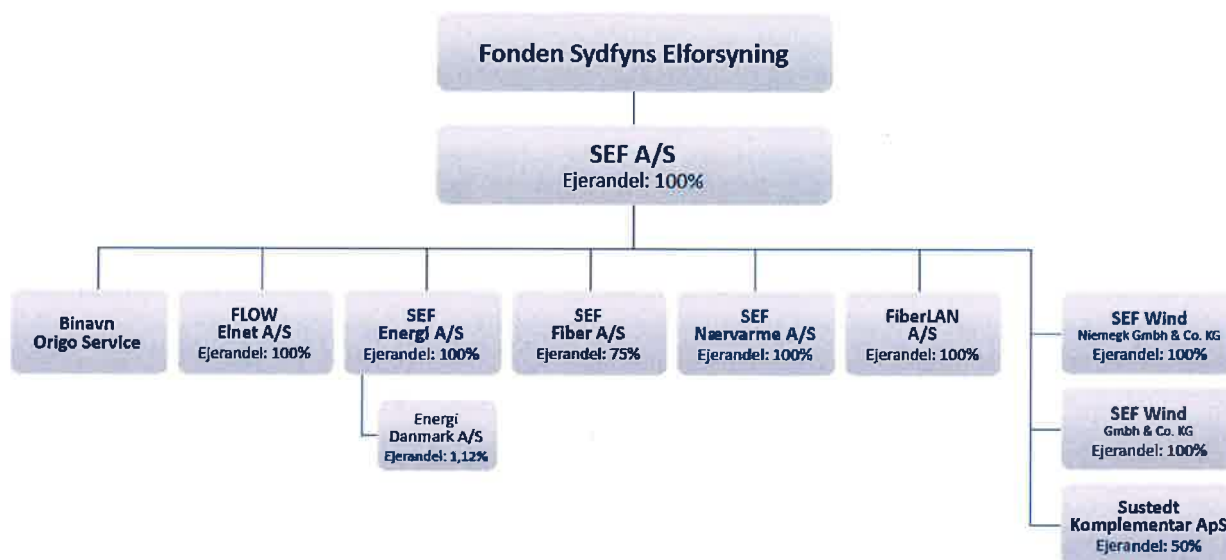 Fonden Sydfyns Elforsyning
SEF A/S
Ejerandel: 100%
Binavn
Origo Service
FLOW
Elnet A/S
Ejerandel: 100%
SEF
Energi A/S
Ejerandel: 100%
Energi
Danmark A/S
Ejerandel: 1,12%
SEF
Fiber A/S
Ejerandel: 75%
SEF
Nærvarme A/S
Ejerandel: 100%
FiberLAN
A/S
Ejerandel: 100%
SEF Wind
Niemegk Gmbh & Co. KG
Ejerandel: 100%
SEF Wind
Gmbh & Co. KG
Ejerandel: 100%
Sustedt
Komplementar ApS
Ejerandel: 50%